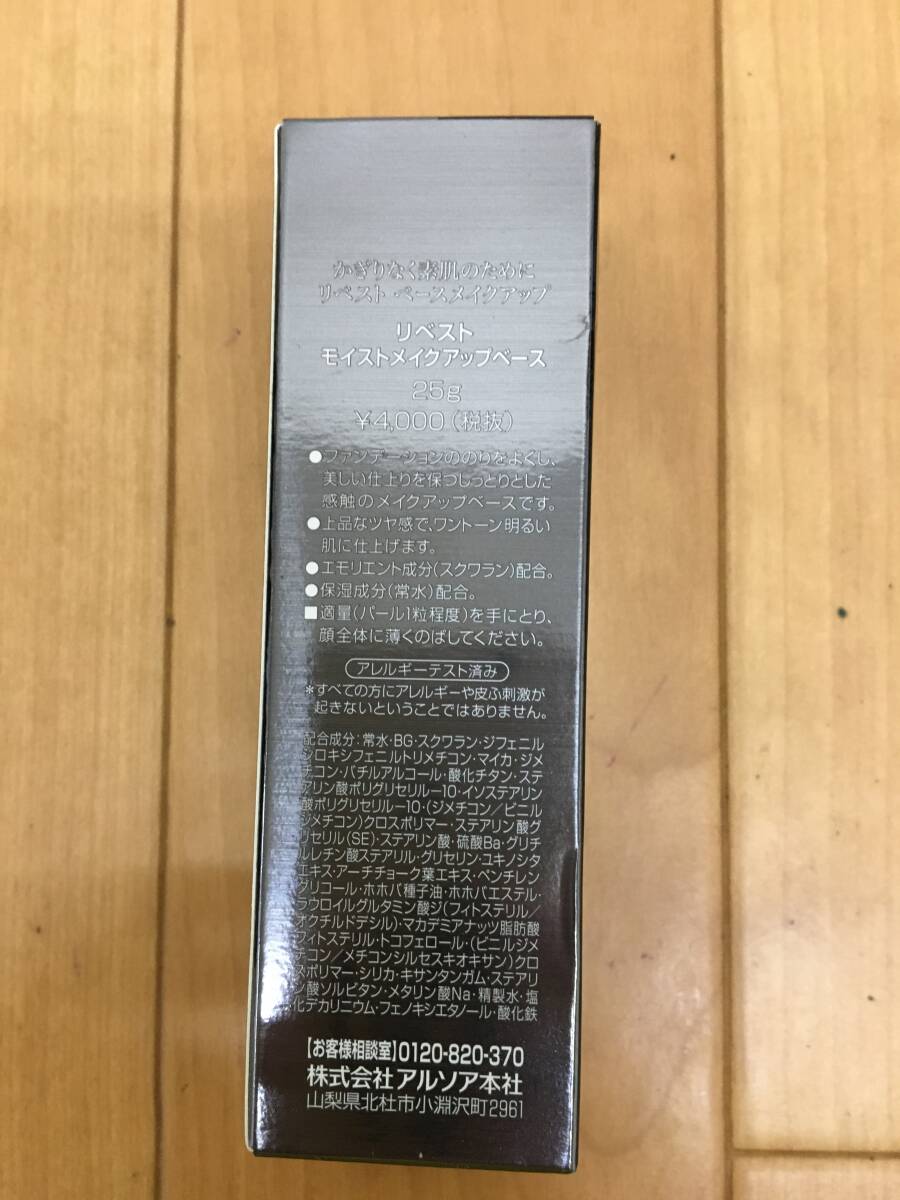 かぎりなく素肌のために
リベスト ベースメイクアップ
リベスト
モイストメイクアップベース
25g
¥4,000(税抜)
●ファンデーションののりをよくし、
美しい仕上りを保つしっとりとした
感触のメイクアップベースです。
●上品なツヤ感で、ワントーン明るい
肌に仕上げます。
●エモリエント成分(スクワラン)配合。
●保湿成分(常水)配合。
■適量(パール1粒程度)を手にとり、
顔全体に薄くのばしてください。
アレルギーテスト済み
*すべての方にアレルギーや皮ふ刺激が
起きないということではありません。
配合成分:常水・BG・スクワラン・ジフェニル
シロキシフェニルトリメチコン・マイカ・ジメ
チコン・バチルアルコール・酸化チタン・ステ
アリン酸ポリグリセリル-10・イソステアリン
酸ポリグリセリル-10・(ジメチコン/ビニル
ジメチコン)クロスポリマー・ステアリン酸グ
リセリル(SE)・ステアリン酸・硫酸Ba・グリチ
ルレチン酸ステアリル・グリセリン・ユキノシタ
エキス・アーチチョーク葉エキス・ペンチレン
グリコール・ホホバ種子油・ホホバエステル・
ラウロイルグルタミン酸ジ(フィトステリル/
オクチルドデシル)・マカデミアナッツ脂肪酸
フィトステリル・トコフェロール・(ビニルジメ
チコン/メチコンシルセスキオキサン)クロ
スポリマー・シリカ・キサンタンガム・ステアリ
ン酸ソルビタン・メタリン酸Na・精製水・塩
化デカリニウム・フェノキシエタノール・酸化鉄
【お客様相談室】0120-820-370
株式会社アルソア本社
山梨県北杜市小淵沢町2961